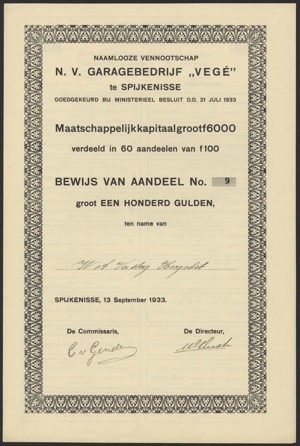 NAAMLOOZE VENNOOTSCHAP
N. V. GARAGEBEDRIJF „VEGÉ”
te SPIJKENISSE
GOEDGEKEURD BIJ MINISTERIEEL BESLUIT D.D. 21 JULI 1933
Maatschappelijkkapitaalgrootf6000
verdeeld in 60 aandeelen van f100
BEWIJS VAN AANDEEL No. 9
groot EEN HONDERD GULDEN,
ten name van
SPIJKENISSE, 13 September 1933.
De Commissaris, De Directeur,